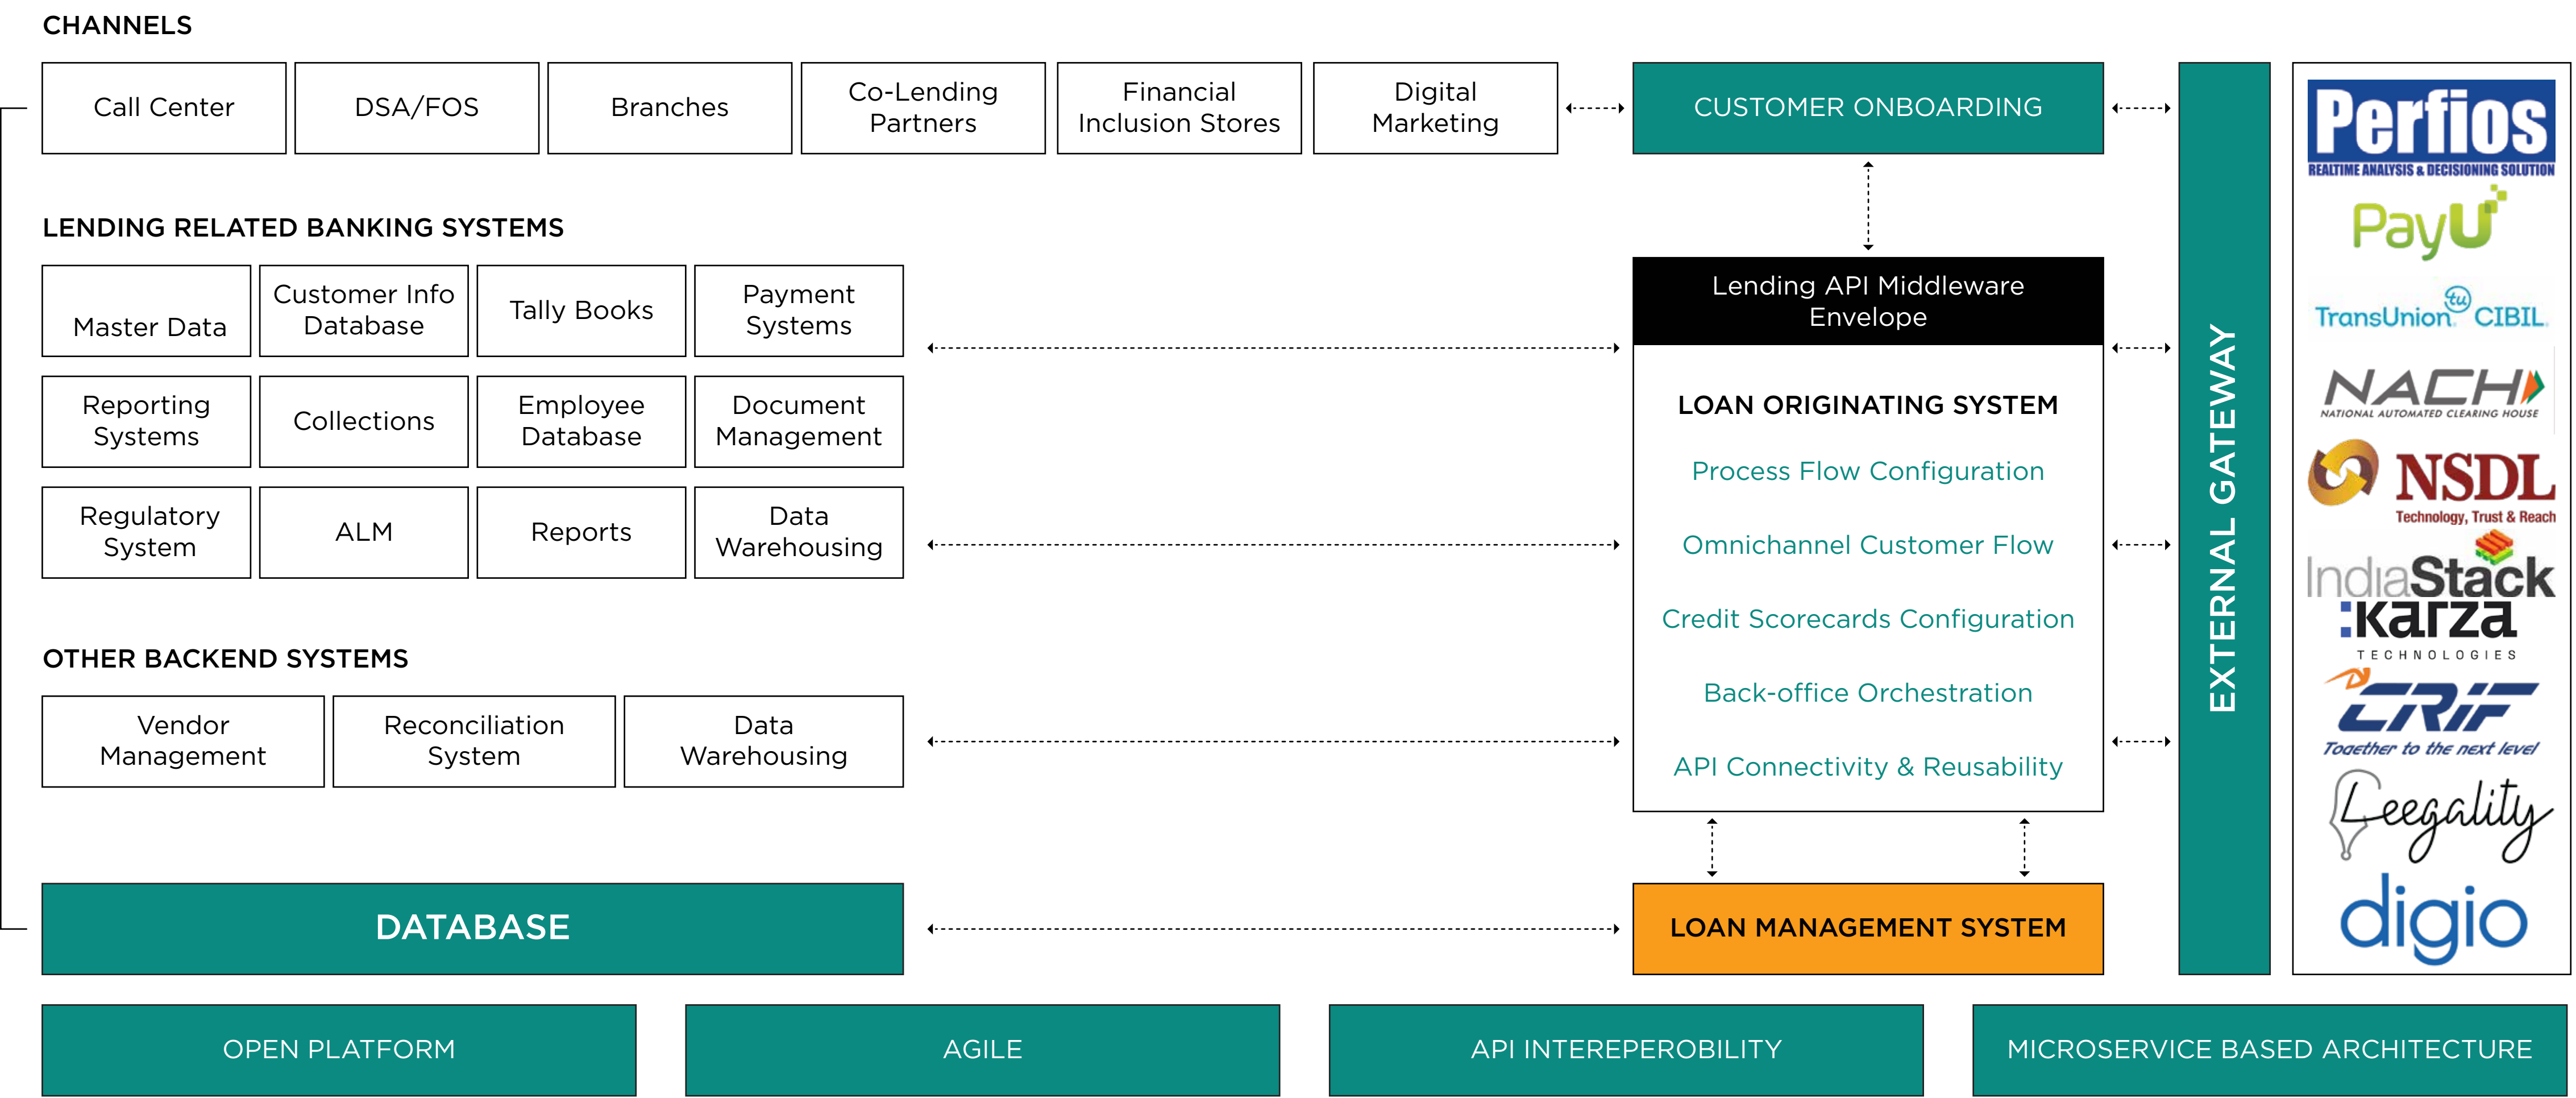 CHANNELS
Call Center
DSA/FOS
Branches
Co-Lending
Partners
Financial
Inclusion Stores
Digital
Marketing
CUSTOMER ONBOARDING
LENDING RELATED BANKING SYSTEMS
Master Data
Customer Info
Database
Tally Books
Payment
Systems
Reporting
Systems
Collections
Employee
Database
Document
Management
Regulatory
System
ALM
Reports
Data
Warehousing
OTHER BACKEND SYSTEMS
Vendor
Management
Reconciliation
System
Data
Warehousing
DATABASE
Lending API Middleware
Envelope
LOAN ORIGINATING SYSTEM
Process Flow Configuration
Omnichannel Customer Flow
Credit Scorecards Configuration
Back-office Orchestration
API Connectivity & Reusability
LOAN MANAGEMENT SYSTEM
EXTERNAL GATEWAY
Perfios
REALTIME ANALYSIS & DECISIONING SOLUTION
PayU
tu
TransUnion CIBIL
NACH
NATIONAL AUTOMATED CLEARING HOUSE
NSDL
Technology, Trust & Reach
IndiaStack
:karza
TECHNOLOGIES
CRIF
Together to the next level
Leegality
digio
OPEN PLATFORM
AGILE
API INTEREPEROBILITY
MICROSERVICE BASED ARCHITECTURE